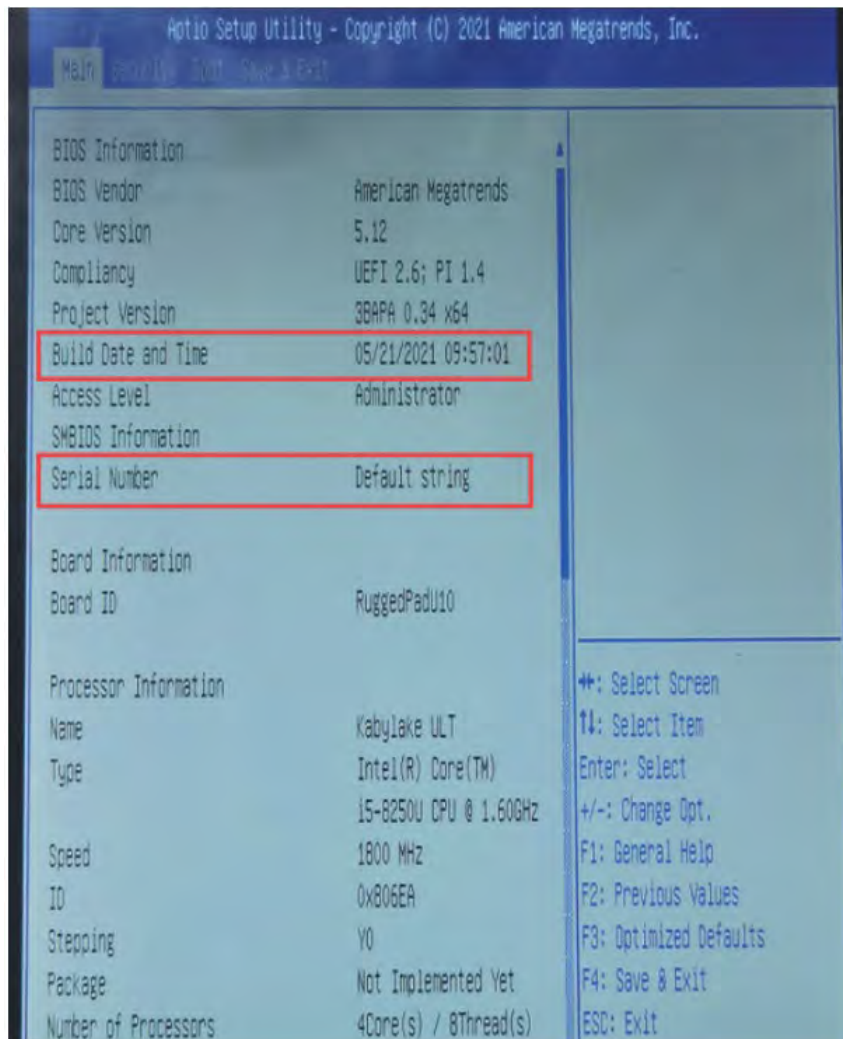 Aptio Setup Utility - Copyright (C) 2021 American Megatrends, Inc.
Main Security Boot Save & Exit
BIOS Information
BIOS Vendor American Megatrends
Core Version 5.12
Compliancy UEFI 2.6; PI 1.4
Project Version 3BAPA 0.34 x64
Build Date and Time 05/21/2021 09:57:01
Access Level Administrator
SMBIOS Information
Serial Number Default string
Board Information
Board ID RuggedPadU10
Processor Information
Name Kabylake ULT
Type Intel(R) Core(TM)
i5-8250U CPU @ 1.60GHz
Speed 1800 MHz
ID 0x806EA
Stepping Y0
Package Not Implemented Yet
Number of Processors 4Core(s) / 8Thread(s)
→←: Select Screen
↑↓: Select Item
Enter: Select
+/-: Change Opt.
F1: General Help
F2: Previous Values
F3: Optimized Defaults
F4: Save & Exit
ESC: Exit